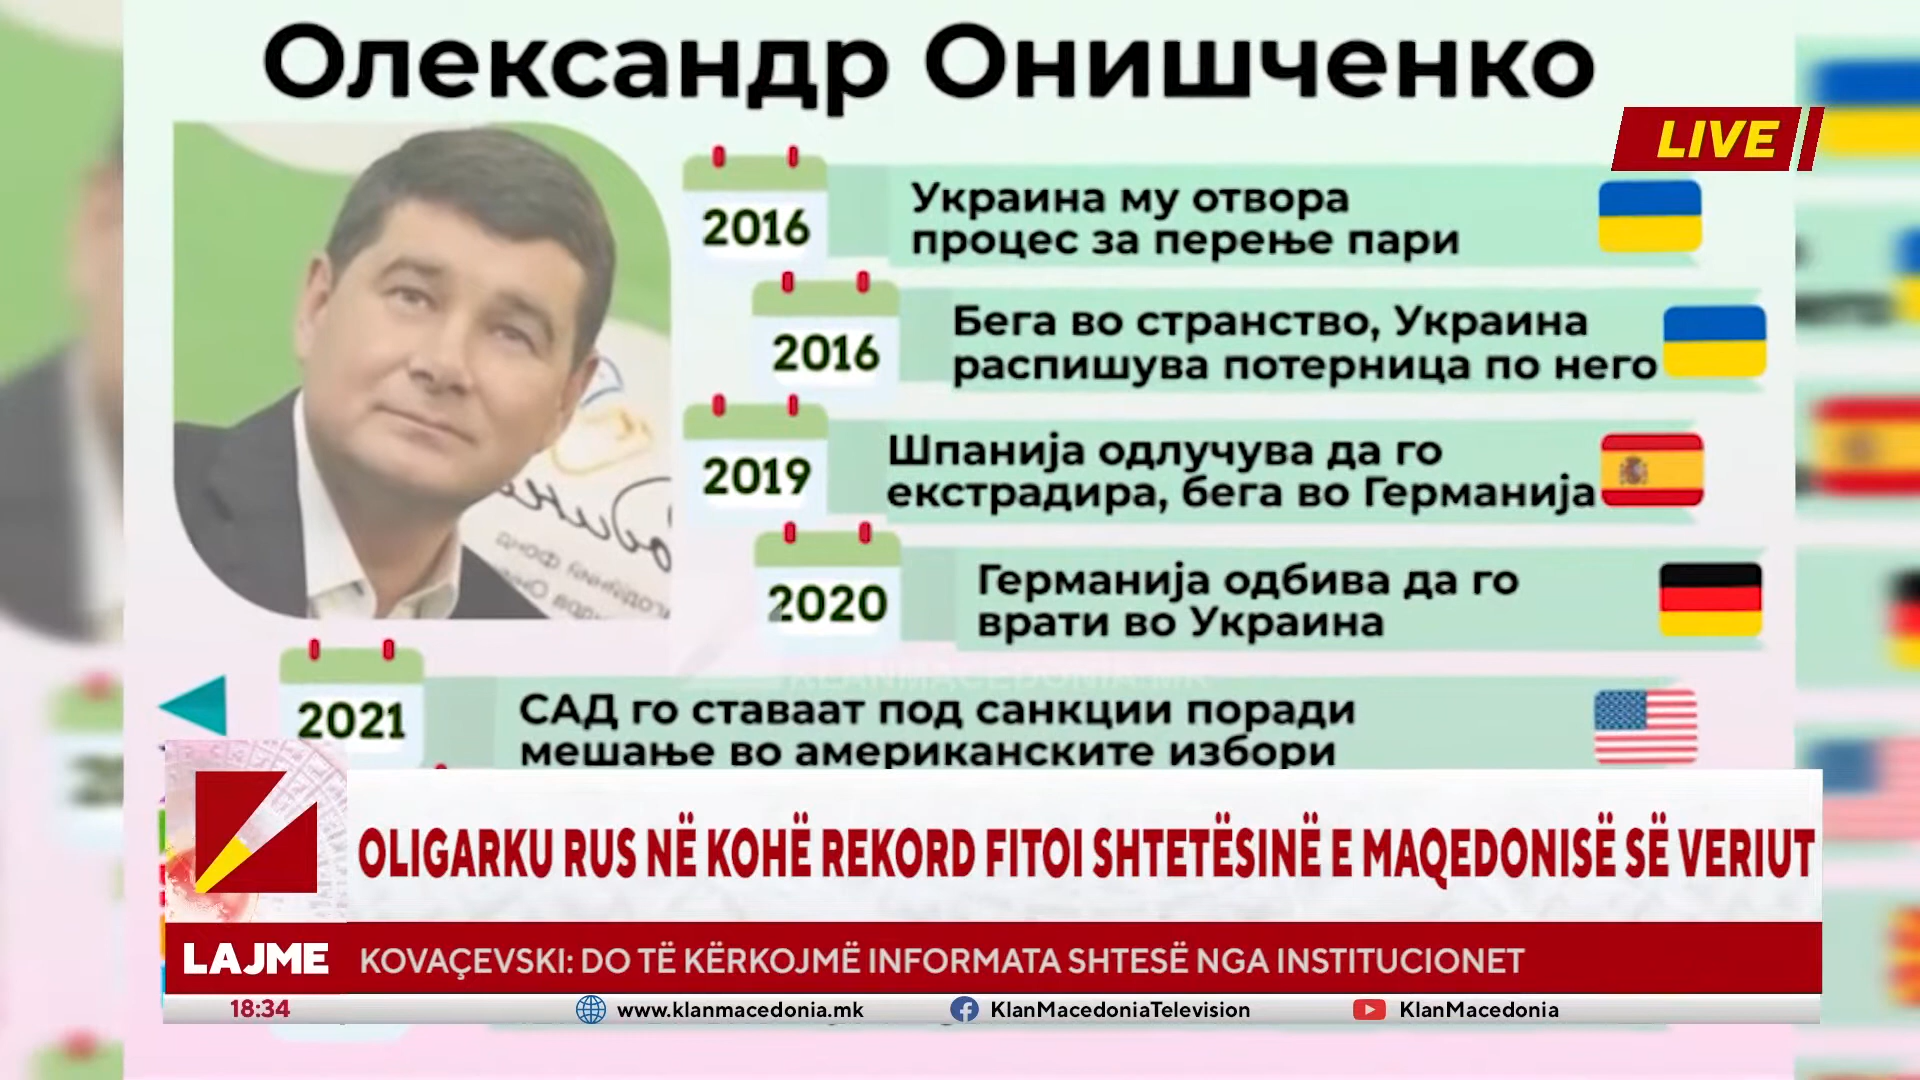 Олександр Онишченко
LIVE
2016
Украина му отвора
процес за перење пари
2016
Бега во странство, Украина
распишува потерница по него
2019
Шпанија одлучува да го
екстрадира, бега во Германија
2020
Германија одбива да го
врати во Украина
2021
САД го ставаат под санкции поради
мешање во американските избори
KLANMACEDONIA.MK
OLIGARKU RUS NË KOHË REKORD FITOI SHTETËSINË E MAQEDONISË SË VERIUT
LAJME
KOVAÇEVSKI: DO TË KËRKOJMË INFORMATA SHTESË NGA INSTITUCIONET
18:34
www.klanmacedonia.mk
KlanMacedoniaTelevision
KlanMacedonia